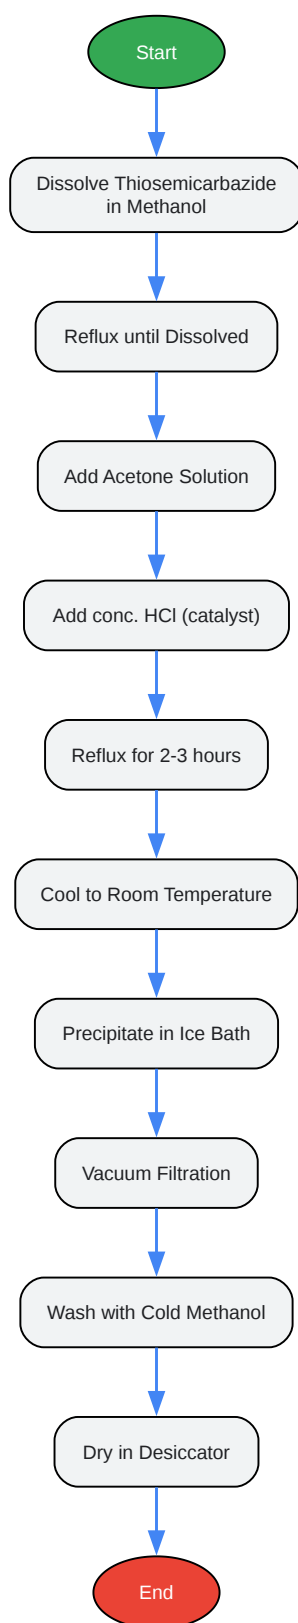 Start
Dissolve Thiosemicarbazide
in Methanol
Reflux until Dissolved
Add Acetone Solution
Add conc. HCl (catalyst)
Reflux for 2-3 hours
Cool to Room Temperature
Precipitate in Ice Bath
Vacuum Filtration
Wash with Cold Methanol
Dry in Desiccator
End